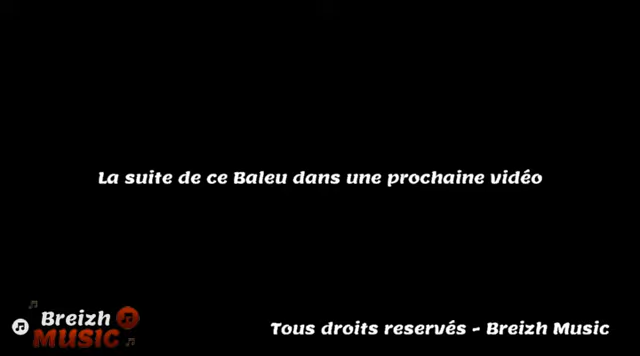 La suite de ce Baleu dans une prochaine vidéo
Breizh
MUSIC
Tous droits reservés - Breizh Music